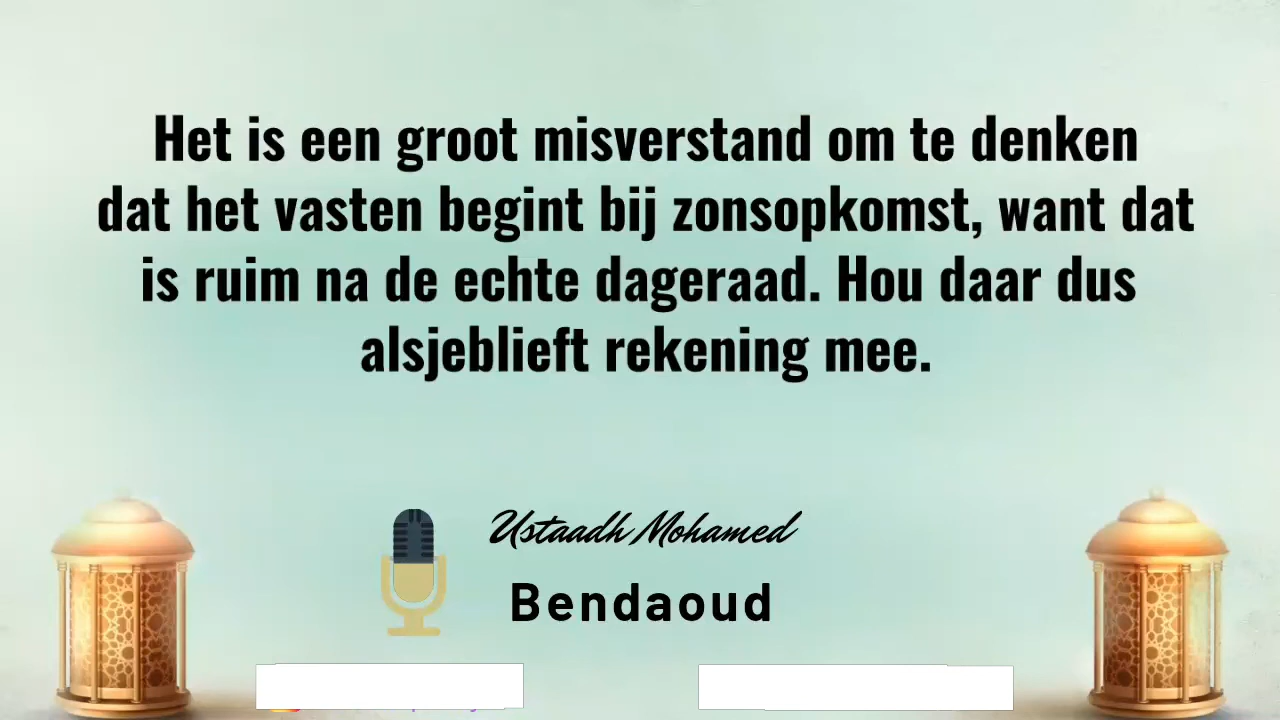 Het is een groot misverstand om te denken
dat het vasten begint bij zonsopkomst, want dat
is ruim na de echte dageraad. Hou daar dus
alsjeblieft rekening mee.
Ustaadh Mohamed
Bendaoud